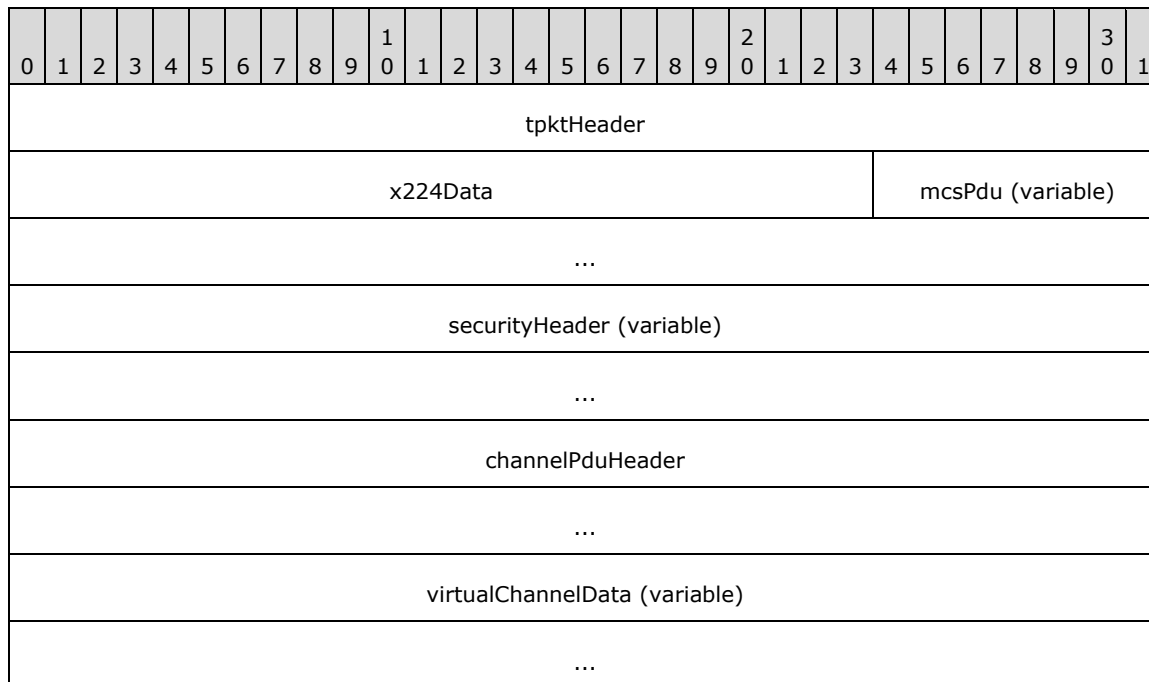 1 2 3
0 1 2 3 4 5 6 7 8 9 0 1 2 3 4 5 6 7 8 9 0 1 2 3 4 5 6 7 8 9 0 1
tpktHeader
x224Data mcsPdu (variable)
...
securityHeader (variable)
...
channelPduHeader
...
virtualChannelData (variable)
...